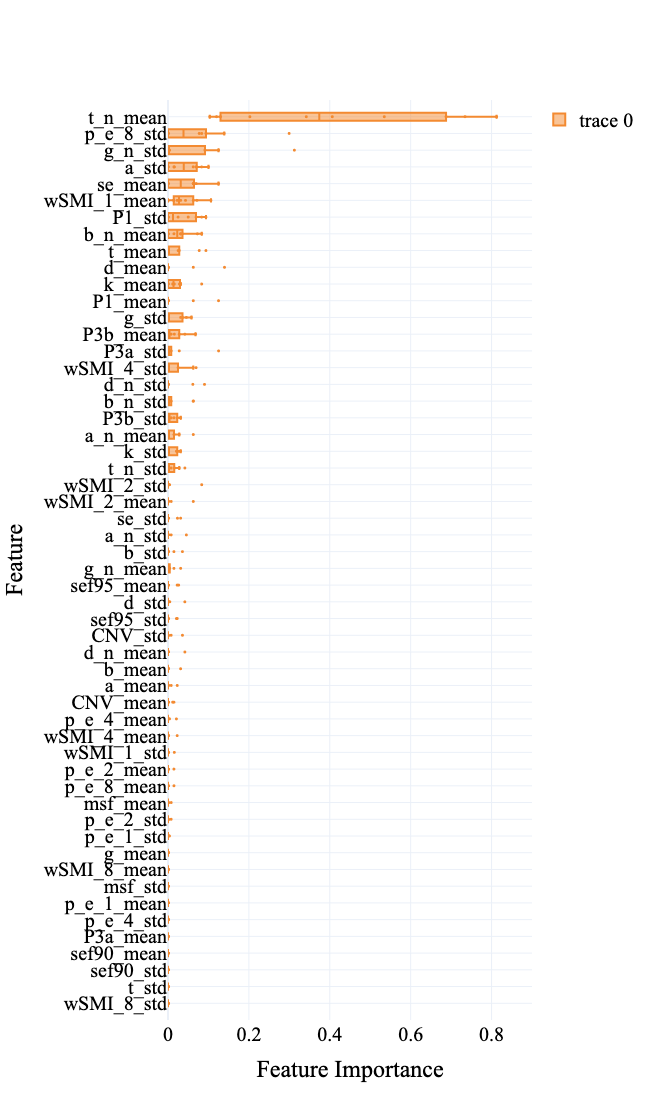 t_n_mean
trace 0
p_e_8_std
g_n_std
a_std
se_mean
wSMI_1_mean
P1_std
b_n_mean
t_mean
d_mean
k_mean
P1_mean
g_std
P3b_mean
P3a_std
wSMI_4_std
d_n_std
b_n_std
P3b_std
a_n_mean
k_std
t_n_std
wSMI_2_std
wSMI_2_mean
se_std
a_n_std
b_std
g_n_mean
sef95_mean
d_std
sef95_std
CNV_std
d_n_mean
b_mean
a_mean
CNV_mean
p_e_4_mean
wSMI_4_mean
wSMI_1_std
p_e_2_mean
p_e_8_mean
msf_mean
p_e_2_std
p_e_1_std
g_mean
wSMI_8_mean
msf_std
p_e_1_mean
p_e_4_std
P3a_mean
sef90_mean
sef90_std
t_std
wSMI_8_std
Feature
0 0.2 0.4 0.6 0.8
Feature Importance